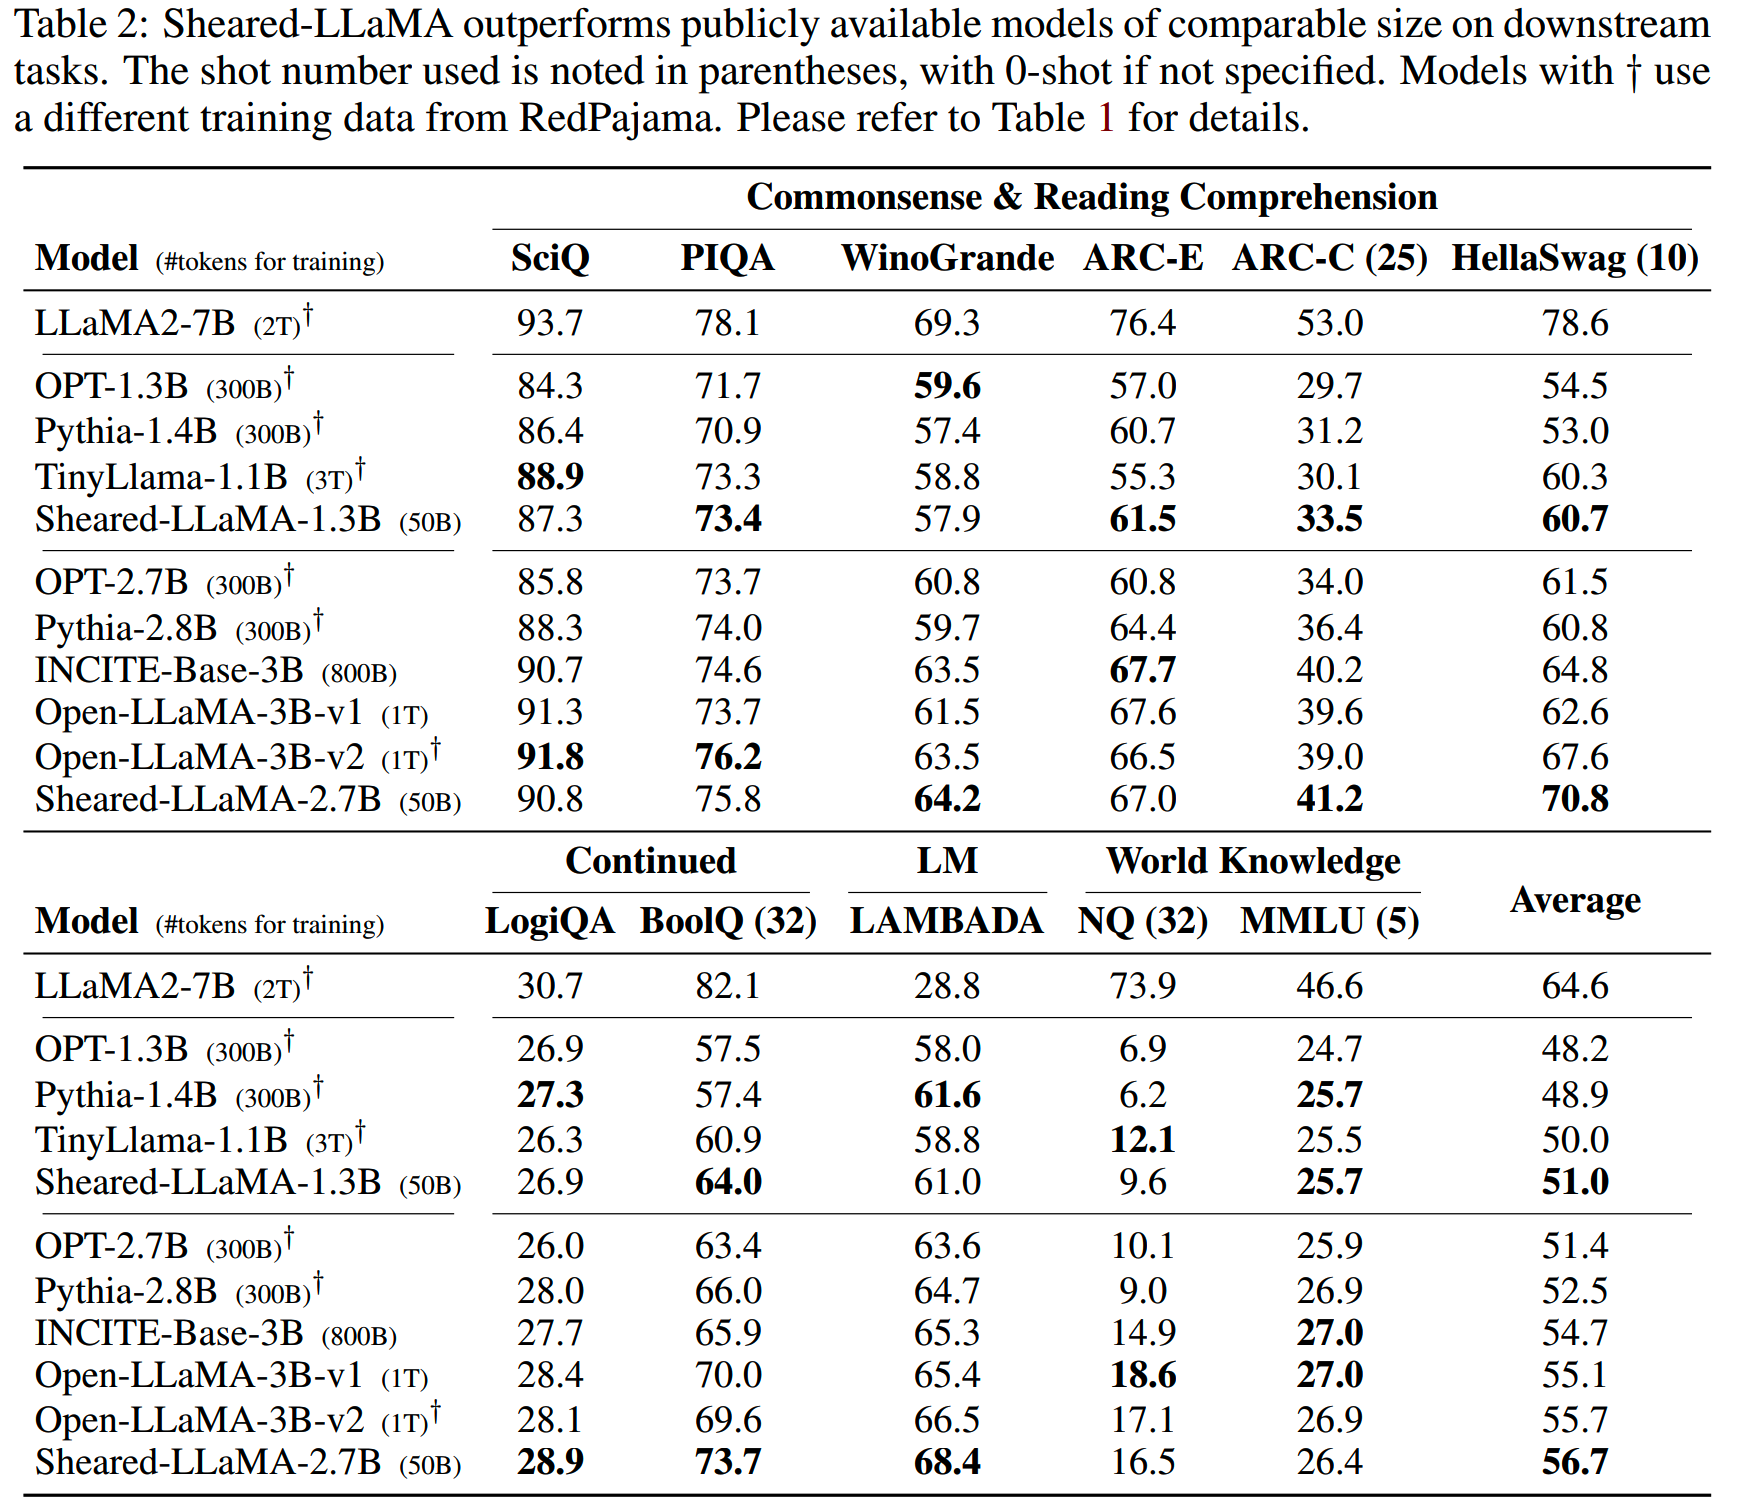 Table 2: Sheared-LLaMA outperforms publicly available models of comparable size on downstream
tasks. The shot number used is noted in parentheses, with 0-shot if not specified. Models with † use
a different training data from RedPajama. Please refer to Table 1 for details.
Commonsense & Reading Comprehension
Model (#tokens for training) SciQ PIQA WinoGrande ARC-E ARC-C (25) HellaSwag (10)
LLaMA2-7B (2T)† 93.7 78.1 69.3 76.4 53.0 78.6
OPT-1.3B (300B)† 84.3 71.7 59.6 57.0 29.7 54.5
Pythia-1.4B (300B)† 86.4 70.9 57.4 60.7 31.2 53.0
TinyLlama-1.1B (3T)† 88.9 73.3 58.8 55.3 30.1 60.3
Sheared-LLaMA-1.3B (50B) 87.3 73.4 57.9 61.5 33.5 60.7
OPT-2.7B (300B)† 85.8 73.7 60.8 60.8 34.0 61.5
Pythia-2.8B (300B)† 88.3 74.0 59.7 64.4 36.4 60.8
INCITE-Base-3B (800B) 90.7 74.6 63.5 67.7 40.2 64.8
Open-LLaMA-3B-v1 (1T) 91.3 73.7 61.5 67.6 39.6 62.6
Open-LLaMA-3B-v2 (1T)† 91.8 76.2 63.5 66.5 39.0 67.6
Sheared-LLaMA-2.7B (50B) 90.8 75.8 64.2 67.0 41.2 70.8
Continued LM World Knowledge
Average
Model (#tokens for training) LogiQA BoolQ (32) LAMBADA NQ (32) MMLU (5)
LLaMA2-7B (2T)† 30.7 82.1 28.8 73.9 46.6 64.6
OPT-1.3B (300B)† 26.9 57.5 58.0 6.9 24.7 48.2
Pythia-1.4B (300B)† 27.3 57.4 61.6 6.2 25.7 48.9
TinyLlama-1.1B (3T)† 26.3 60.9 58.8 12.1 25.5 50.0
Sheared-LLaMA-1.3B (50B) 26.9 64.0 61.0 9.6 25.7 51.0
OPT-2.7B (300B)† 26.0 63.4 63.6 10.1 25.9 51.4
Pythia-2.8B (300B)† 28.0 66.0 64.7 9.0 26.9 52.5
INCITE-Base-3B (800B) 27.7 65.9 65.3 14.9 27.0 54.7
Open-LLaMA-3B-v1 (1T) 28.4 70.0 65.4 18.6 27.0 55.1
Open-LLaMA-3B-v2 (1T)† 28.1 69.6 66.5 17.1 26.9 55.7
Sheared-LLaMA-2.7B (50B) 28.9 73.7 68.4 16.5 26.4 56.7